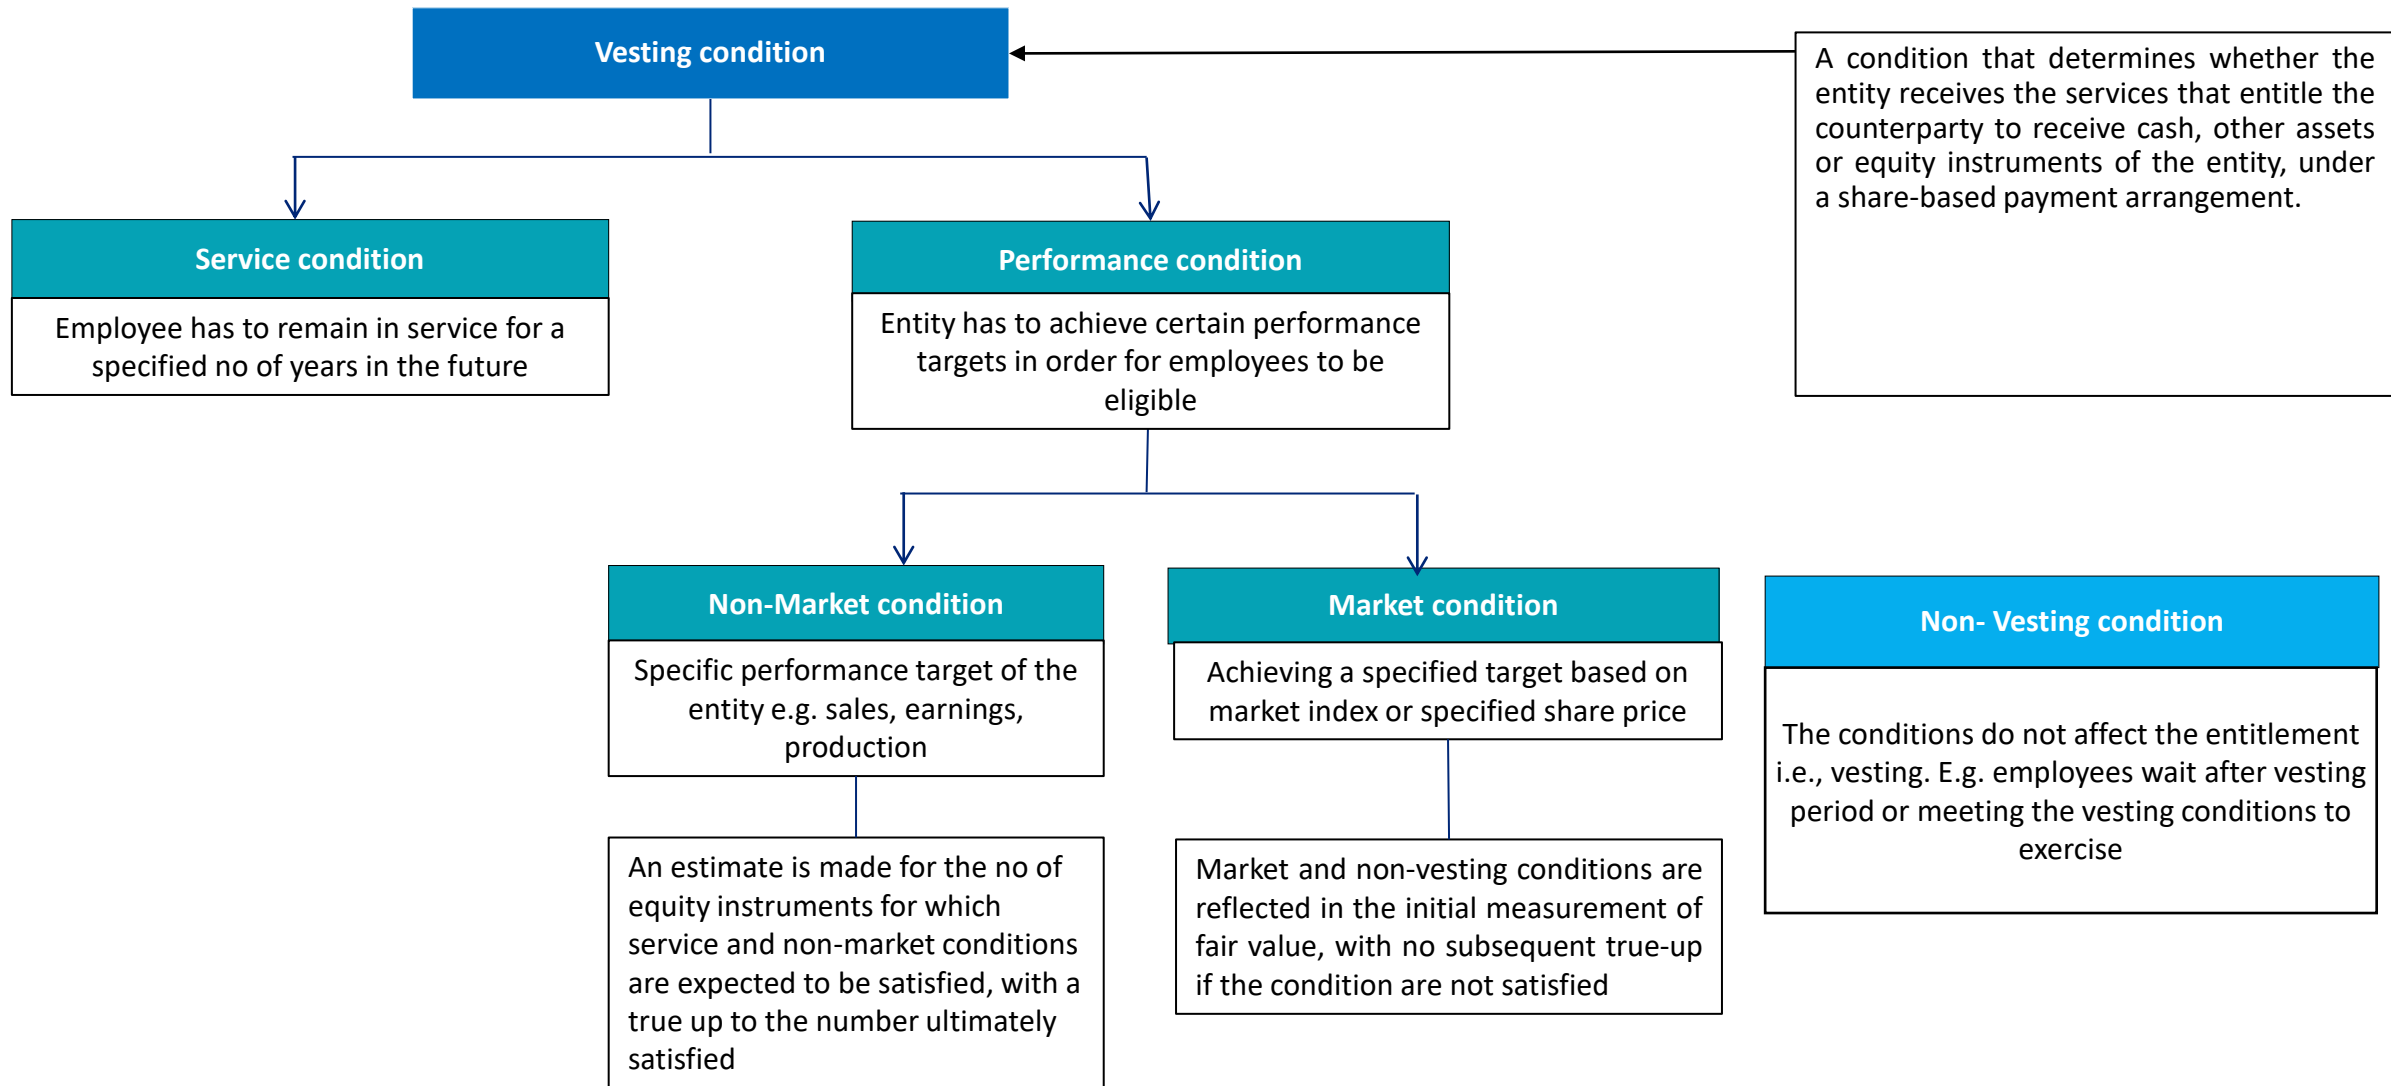 Vesting condition
A condition that determines whether the
entity receives the services that entitle the
counterparty to receive cash, other assets
or equity instruments of the entity, under
a share-based payment arrangement.
Service condition
Employee has to remain in service for a
specified no of years in the future
Performance condition
Entity has to achieve certain performance
targets in order for employees to be
eligible
Non-Market condition
Specific performance target of the
entity e.g. sales, earnings,
production
An estimate is made for the no of
equity instruments for which
service and non-market conditions
are expected to be satisfied, with a
true up to the number ultimately
satisfied
Market condition
Achieving a specified target based on
market index or specified share price
Market and non-vesting conditions are
reflected in the initial measurement of
fair value, with no subsequent true-up
if the condition are not satisfied
Non- Vesting condition
The conditions do not affect the entitlement
i.e., vesting. E.g. employees wait after vesting
period or meeting the vesting conditions to
exercise